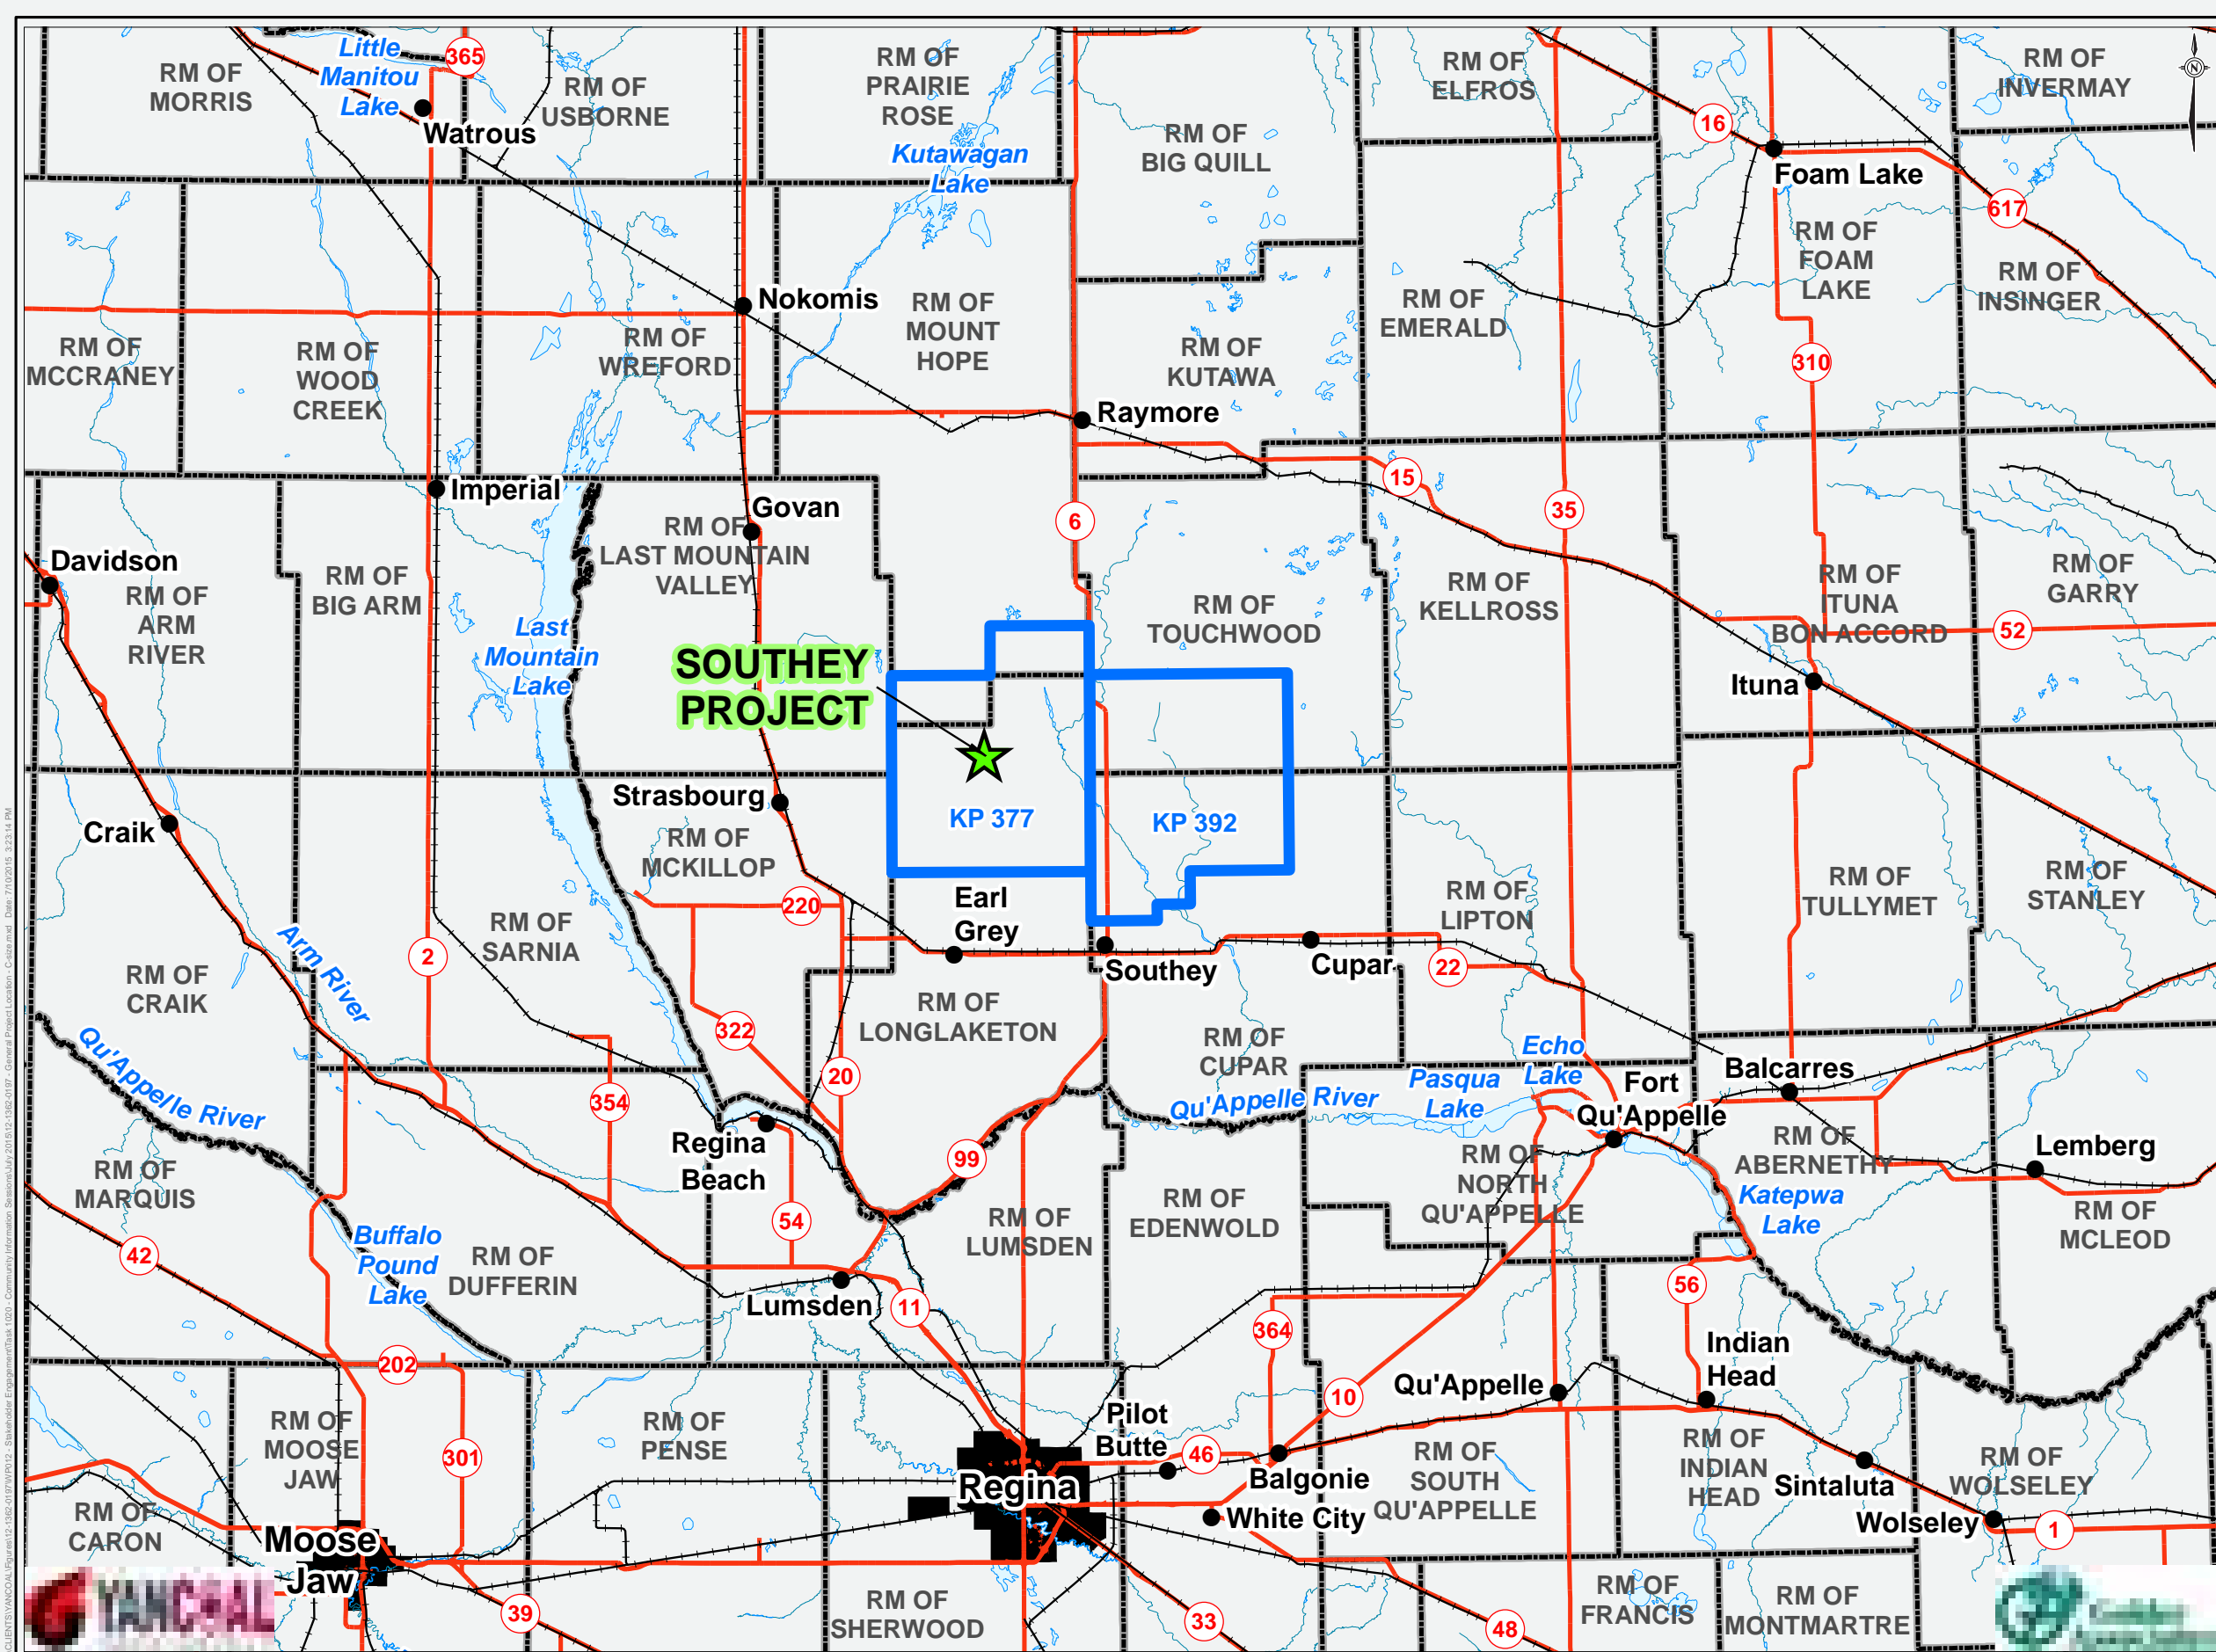 Little
Manitou
Lake
365
RM OF
MORRIS
RM OF
USBORNE
Watrous
RM OF
PRAIRIE
ROSE
Kutawagan
Lake
RM OF
BIG QUILL
RM OF
ELFROS
16
RM OF
INVERMAY
N
Foam Lake
617
RM OF
FOAM
LAKE
RM OF
INSINGER
Nokomis
RM OF
MOUNT
HOPE
RM OF
EMERALD
RM OF
MCCRANEY
RM OF
WOOD
CREEK
RM OF
WREFORD
RM OF
KUTAWA
310
Raymore
15
Imperial
Govan
6
35
RM OF
LAST MOUNTAIN
VALLEY
Davidson
RM OF
ARM
RIVER
RM OF
BIG ARM
Last
Mountain
Lake
RM OF
TOUCHWOOD
RM OF
KELLROSS
RM OF
ITUNA
BON ACCORD
RM OF
GARRY
52
SOUTHEY
PROJECT
Ituna
Strasbourg
KP 377
KP 392
Craik
RM OF
MCKILLOP
220
Earl
Grey
RM OF
LIPTON
RM OF
TULLYMET
RM OF
STANLEY
Arm River
2
RM OF
SARNIA
Southey
Cupar
22
RM OF
CRAIK
322
RM OF
LONGLAKETON
RM OF
CUPAR
Qu'Appelle River
354
20
Qu'Appelle River
Pasqua
Lake
Echo
Lake
Fort
Qu'Appelle
Balcarres
Regina
Beach
99
RM OF
ABERNETHY
Lemberg
RM OF
MARQUIS
RM OF
NORTH
QU'APPELLE
Katepwa
Lake
54
RM OF
LUMSDEN
RM OF
EDENWOLD
RM OF
MCLEOD
42
Buffalo
Pound
Lake
RM OF
DUFFERIN
56
Lumsden
11
364
Indian
Head
202
10
Qu'Appelle
RM OF
MOOSE
JAW
301
RM OF
PENSE
Pilot
Butte
46
Regina
Balgonie
RM OF
SOUTH
QU'APPELLE
RM OF
INDIAN
HEAD
Sintaluta
RM OF
WOLSELEY
RM OF
CARON
White City
Wolseley
1
Moose
Jaw
YANCOAL
39
RM OF
SHERWOOD
33
48
RM OF
FRANCIS
RM OF
MONTMARTRE